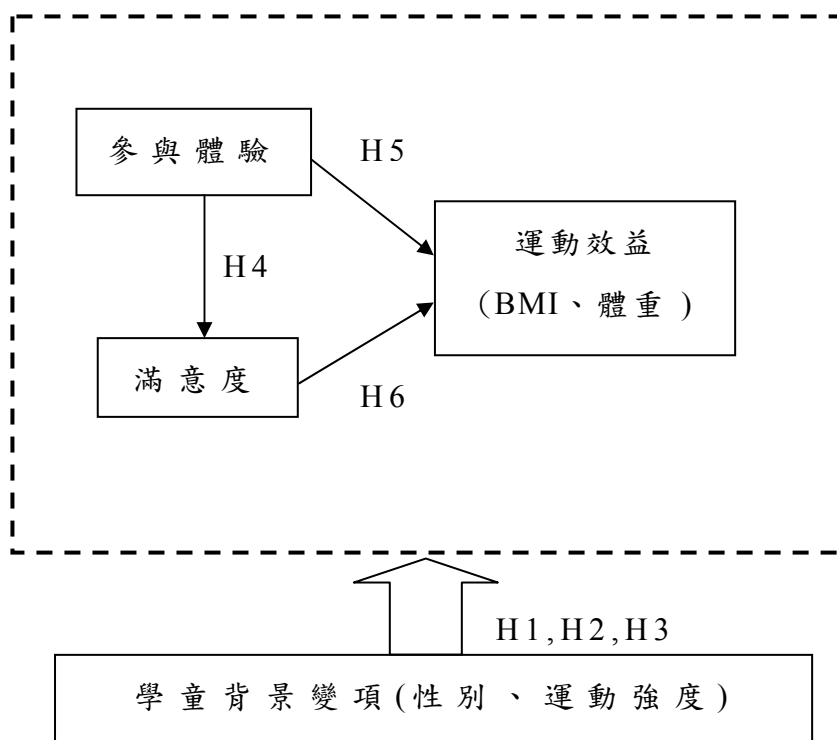 參與體驗
H5
運動效益
(BMI、體重 )
H4
滿意度
H6
H1,H2,H3
學童背景變項(性別、運動強度)